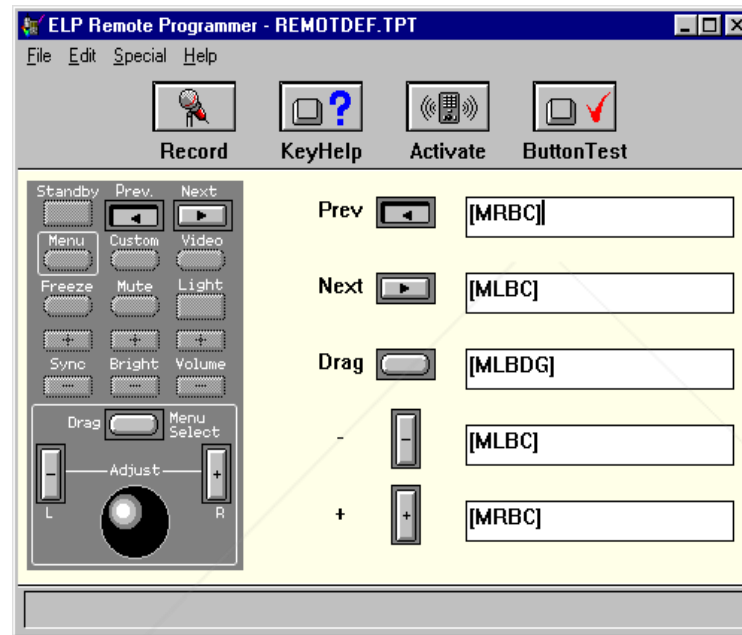 ELP Remote Programmer - REMOTDEF.TPT
File Edit Special Help
Record KeyHelp Activate ButtonTest
Standby Prev. Next
Menu Custom Video
Freeze Mute Light
Sync Bright Volume
Drag Menu Select
Adjust
L R
Prev [MRBC]
Next [MLBC]
Drag [MLBDG]
- [MLBC]
+ [MRBC]